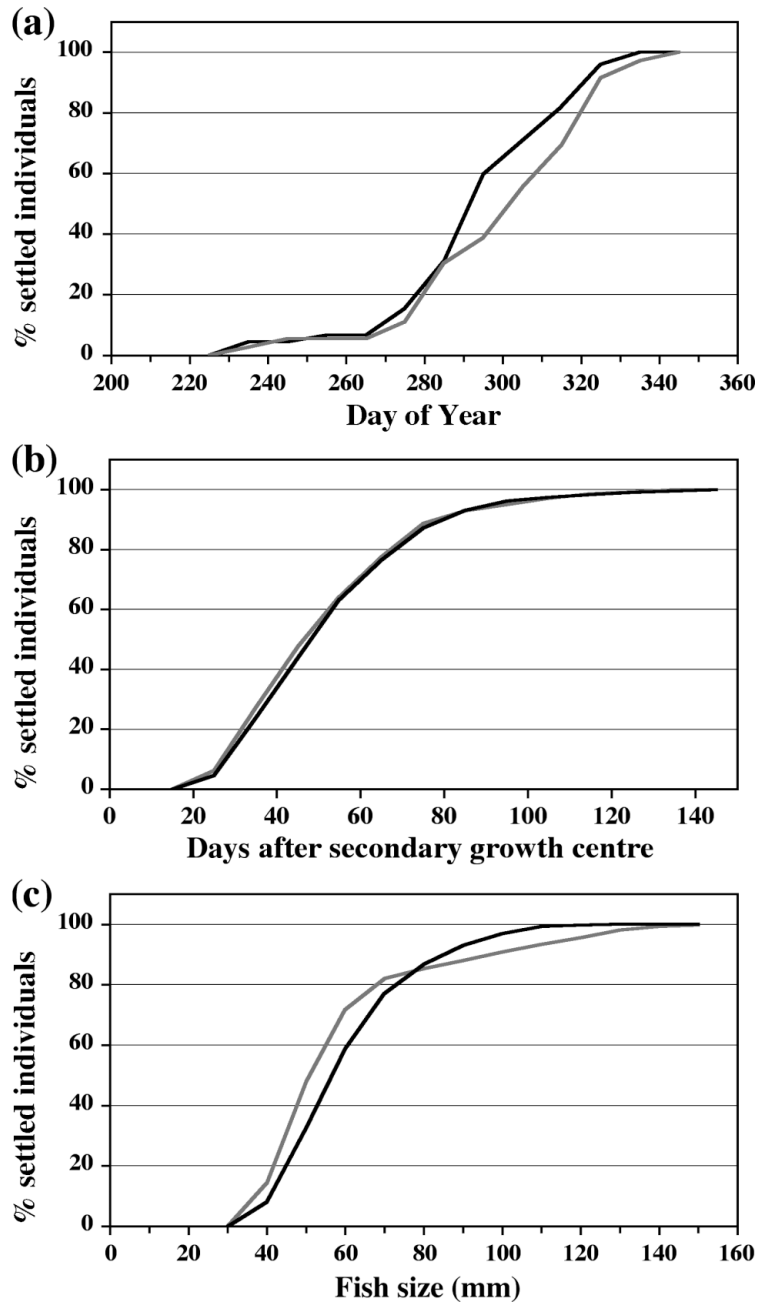 (a)
% settled individuals
100
80
60
40
20
0
200 220 240 260 280 300 320 340 360
Day of Year
(b)
% settled individuals
100
80
60
40
20
0
0 20 40 60 80 100 120 140
Days after secondary growth centre
(c)
% settled individuals
100
80
60
40
20
0
0 20 40 60 80 100 120 140 160
Fish size (mm)